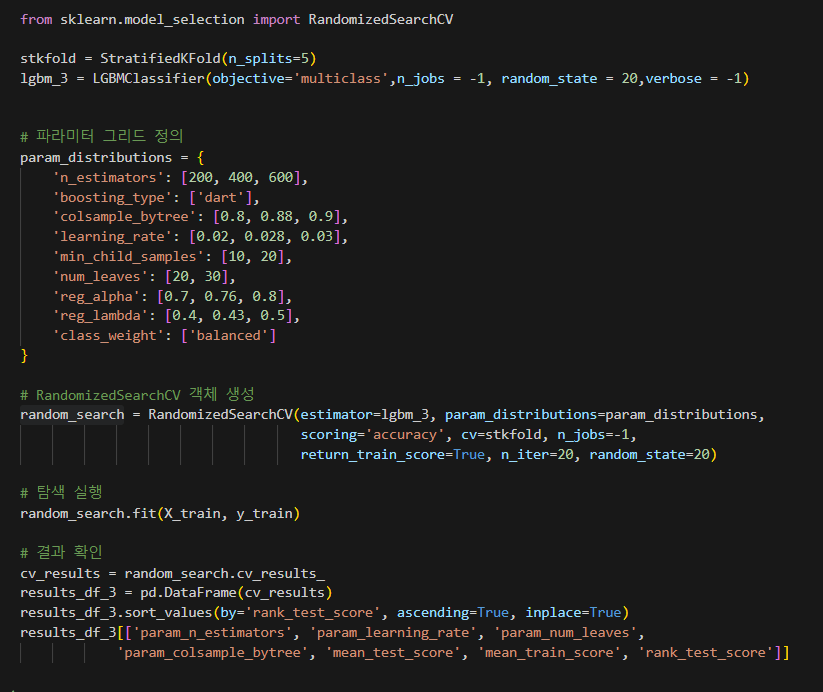 from sklearn.model_selection import RandomizedSearchCV
stkfold = StratifiedKFold(n_splits=5)
lgbm_3 = LGBMClassifier(objective='multiclass',n_jobs = -1, random_state = 20,verbose = -1)
# 파라미터 그리드 정의
param_distributions = {
    'n_estimators': [200, 400, 600],
    'boosting_type': ['dart'],
    'colsample_bytree': [0.8, 0.88, 0.9],
    'learning_rate': [0.02, 0.028, 0.03],
    'min_child_samples': [10, 20],
    'num_leaves': [20, 30],
    'reg_alpha': [0.7, 0.76, 0.8],
    'reg_lambda': [0.4, 0.43, 0.5],
    'class_weight': ['balanced']
}
# RandomizedSearchCV 객체 생성
random_search = RandomizedSearchCV(estimator=lgbm_3, param_distributions=param_distributions,
                                   scoring='accuracy', cv=stkfold, n_jobs=-1,
                                   return_train_score=True, n_iter=20, random_state=20)
# 탐색 실행
random_search.fit(X_train, y_train)
# 결과 확인
cv_results = random_search.cv_results_
results_df_3 = pd.DataFrame(cv_results)
results_df_3.sort_values(by='rank_test_score', ascending=True, inplace=True)
results_df_3[['param_n_estimators', 'param_learning_rate', 'param_num_leaves',
            'param_colsample_bytree', 'mean_test_score', 'mean_train_score', 'rank_test_score']]